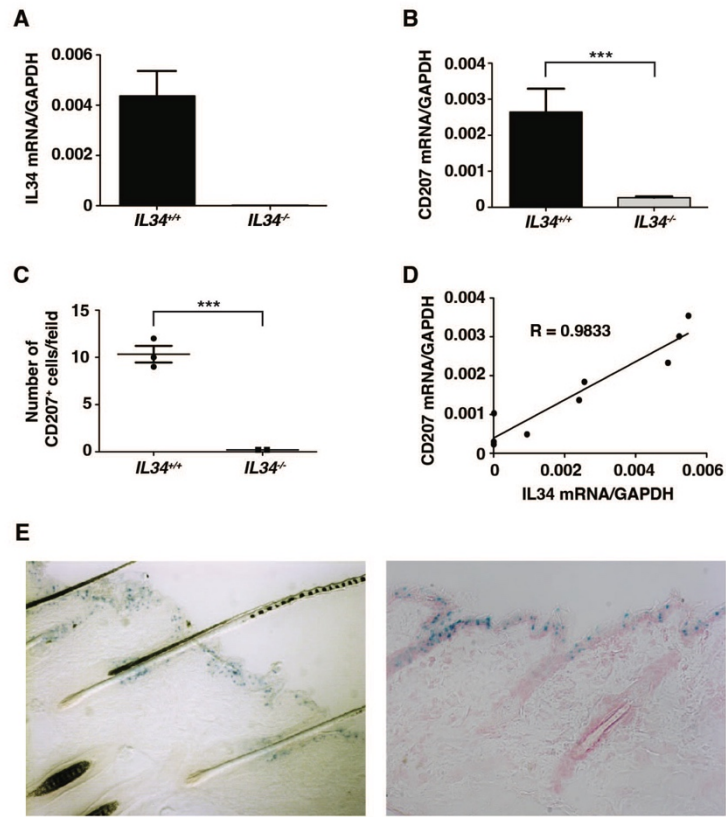 A
IL34 mRNA/GAPDH
0.006
0.004
0.002
0
IL34+/+
IL34-/-
B
CD207 mRNA/GAPDH
0.004
0.003
0.002
0.001
0
***
IL34+/+
IL34-/-
C
Number of
CD207+ cells/feild
15
10
5
0
***
IL34+/+
IL34-/-
D
CD207 mRNA/GAPDH
0.004
0.003
0.002
0.001
0
R = 0.9833
0 0.002 0.004 0.006
IL34 mRNA/GAPDH
E